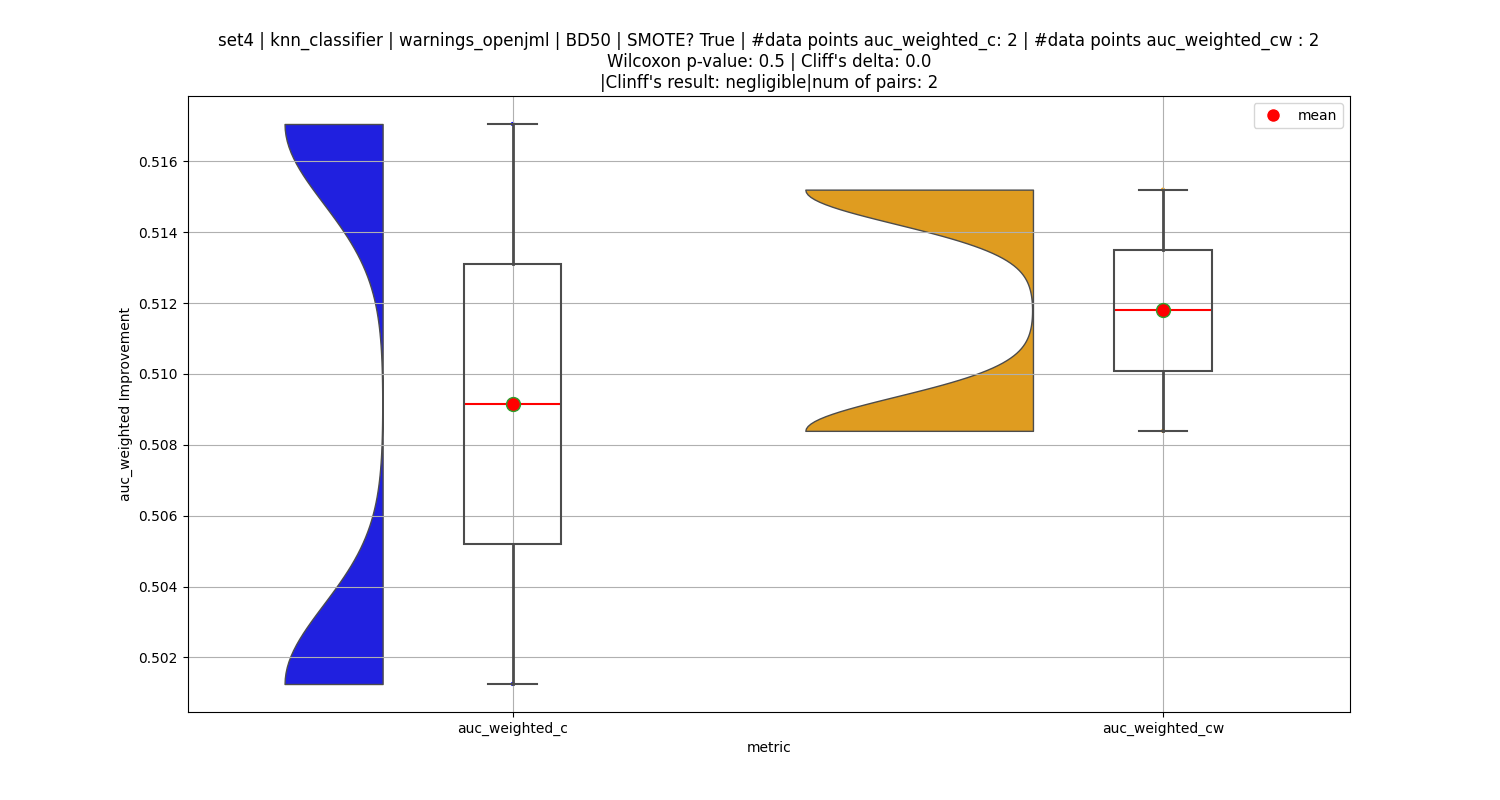 set4 | knn_classifier | warnings_openjml | BD50 | SMOTE? True | #data points auc_weighted_c: 2 | #data points auc_weighted_cw : 2
Wilcoxon p-value: 0.5 | Cliff's delta: 0.0
|Clinff's result: negligible|num of pairs: 2
mean
0.516
0.514
0.512
0.510
0.508
0.506
0.504
0.502
auc_weighted Improvement
auc_weighted_c
auc_weighted_cw
metric